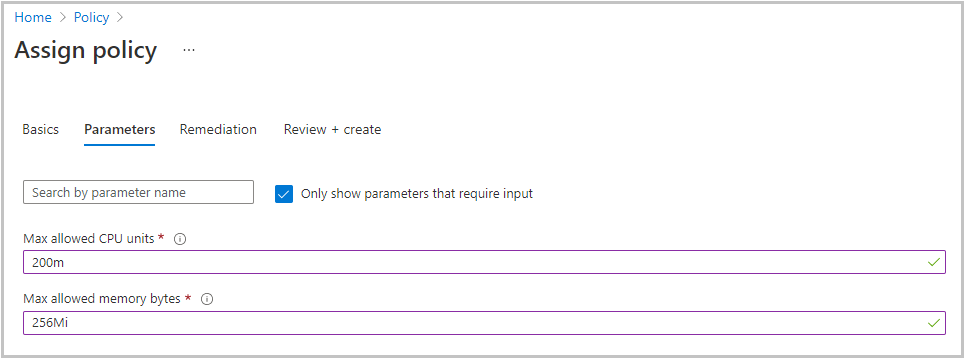 Home > Policy >
Assign policy ...
Basics Parameters Remediation Review + create
Search by parameter name Only show parameters that require input
Max allowed CPU units *
200m
Max allowed memory bytes *
256Mi